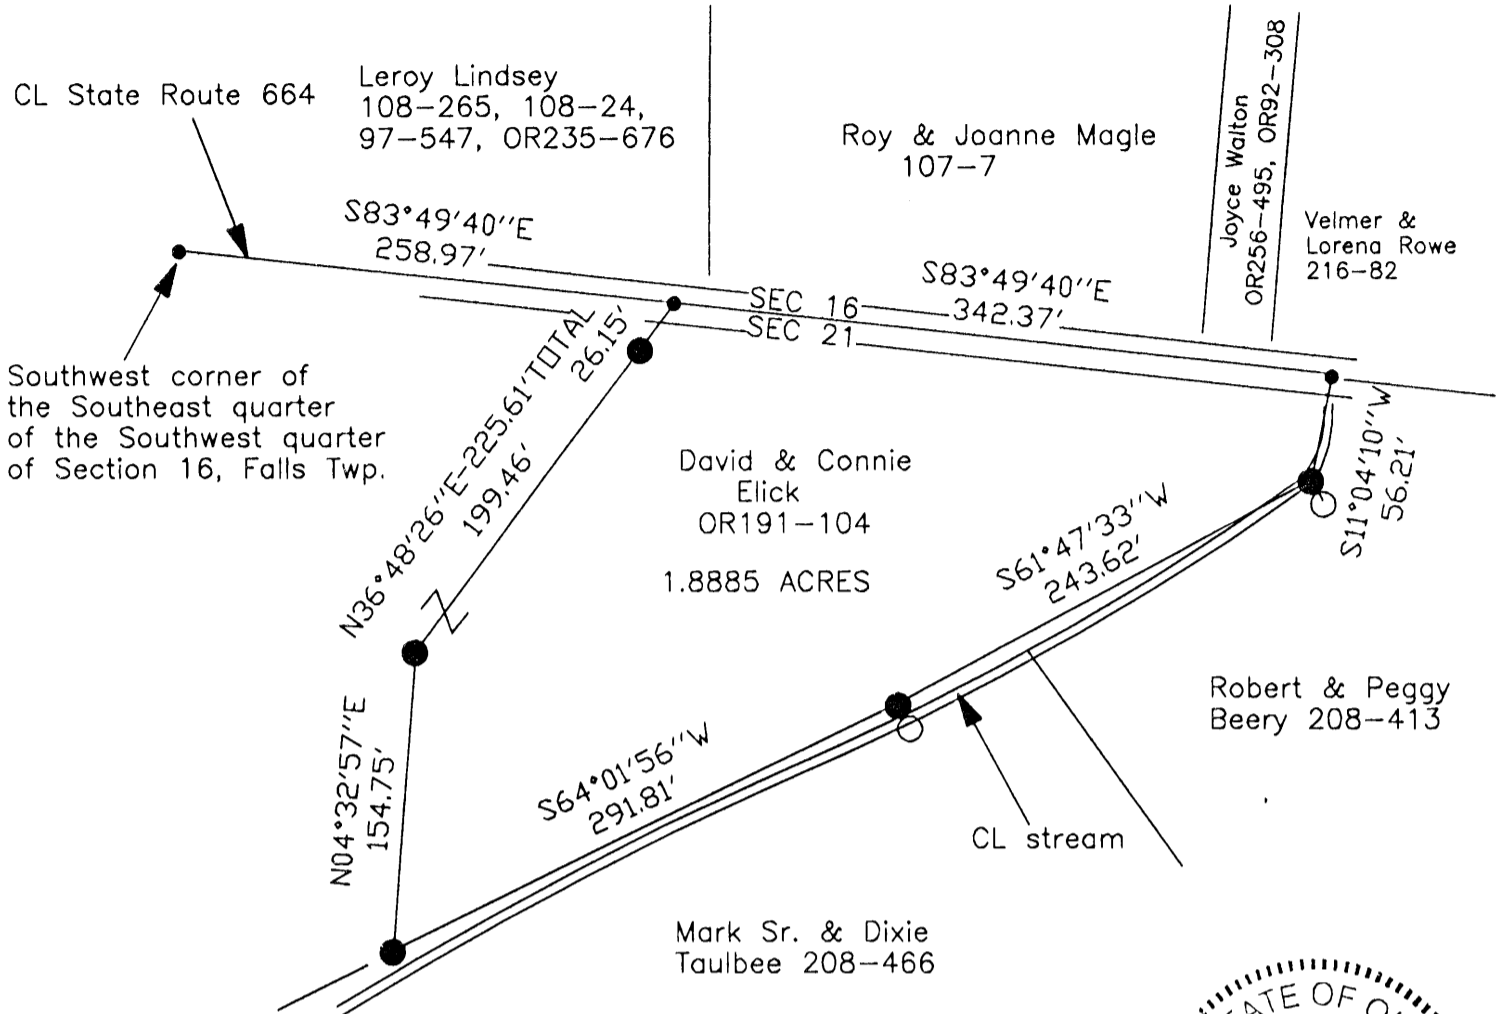 CL State Route 664
Leroy Lindsey
108-265, 108-24,
97-547, OR235-676
Roy & Joanne Magle
107-7
Joyce Walton
OR256-495, OR92-308
Velmer &
Lorena Rowe
216-82
S83°49'40''E
258.97'
S83°49'40''E
342.37'
SEC 16
SEC 21
Southwest corner of
the Southeast quarter
of the Southwest quarter
of Section 16, Falls Twp.
N36°48'26''E-225.61'TOTAL
26.15'
199.46'
David & Connie
Elick
OR191-104
1.8885 ACRES
S11°04'10''W
56.21'
S61°47'33''W
243.62'
S64°01'56''W
291.81'
N04°32'57''E
154.75'
Robert & Peggy
Beery 208-413
CL stream
Mark Sr. & Dixie
Taulbee 208-466
OF